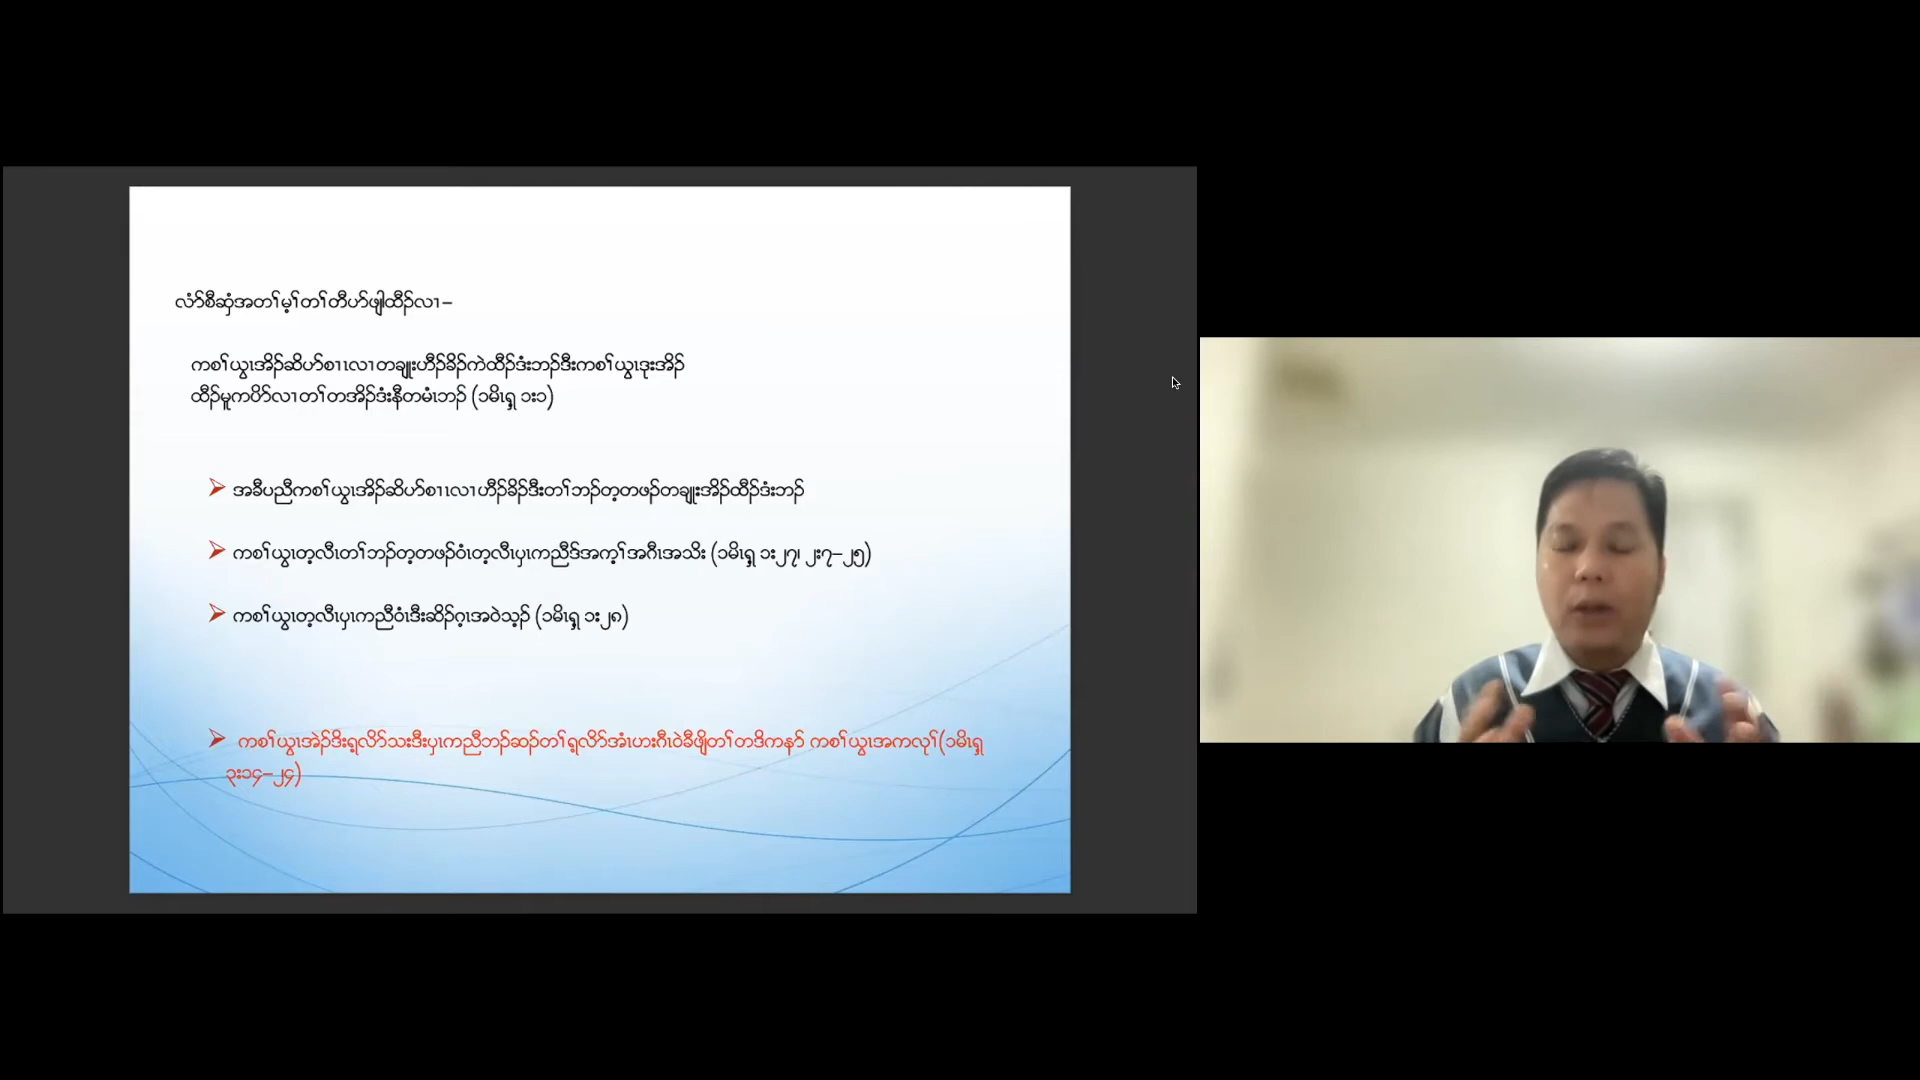 လံာ်စီဆှံအတၢ်မ့ၢ်တၢ်တီဟ်ဖျါထီၣ်လၢ–
ကစၢ်ယွၤအိၣ်ဆိဟ်စၢၤလၢတချုးဟီၣ်ခိၣ်ကဲထီၣ်ဒံးဘၣ်ဒီးကစၢ်ယွၤဒုးအိၣ်
ထီၣ်မူကပိာ်လၢတၢ်တအိၣ်ဒံးနီတမံၤဘၣ် (၁မိၤရှ့ ၁း၁)
အခီပညီကစၢ်ယွၤအိၣ်ဆိဟ်စၢၤလၢဟီၣ်ခိၣ်ဒီးတၢ်ဘၣ်တ့တဖၣ်တချုးအိၣ်ထီၣ်ဒံးဘၣ်
ကစၢ်ယွၤတ့လီၤတၢ်ဘၣ်တ့တဖၣ်ဝံၤတ့လီၤပှၤကညီဒ်အက့ၢ်အဂီၤအသိး (၁မိၤရှ့ ၁း၂၇၊ ၂း၇–၂၅)
ကစၢ်ယွၤတ့လီၤပှၤကညီဝံၤဒီးဆိၣ်ဂ့ၤအဝဲသ့ၣ် (၁မိၤရှ့ ၁း၂၈)
ကစၢ်ယွၤအဲၣ်ဒိးရ့လိာ်သးဒီးပှၤကညီဘၣ်ဆၣ်တၢ်ရ့လိာ်အံၤဟးဂီၤဝဲခီဖျိတၢ်တဒိကနၣ် ကစၢ်ယွၤအကလုၢ်(၁မိၤရှ့
၃း၁၄–၂၄)